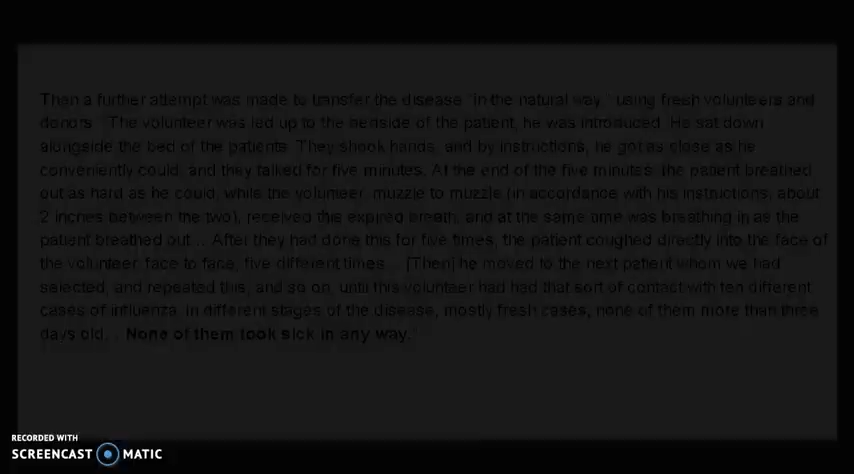 Then a further attempt was made to transfer the disease "in the natural way," using fresh volunteers and
donors: "The volunteer was led up to the bedside of the patient; he was introduced. He sat down
alongside the bed of the patients. They shook hands, and by instructions, he got as close as he
conveniently could, and they talked for five minutes. At the end of the five minutes, the patient breathed
out as hard as he could, while the volunteer, muzzle to muzzle (in accordance with his instructions, about
2 inches between the two), received this expired breath, and at the same time was breathing in as the
patient breathed out... After they had done this for five times, the patient coughed directly into the face of
the volunteer, face to face, five different times... [Then] he moved to the next patient whom we had
selected, and repeated this, and so on, until this volunteer had had that sort of contact with ten different
cases of influenza, in different stages of the disease, mostly fresh cases, none of them more than three
days old... None of them took sick in any way."
RECORDED WITH
SCREENCAST MATIC